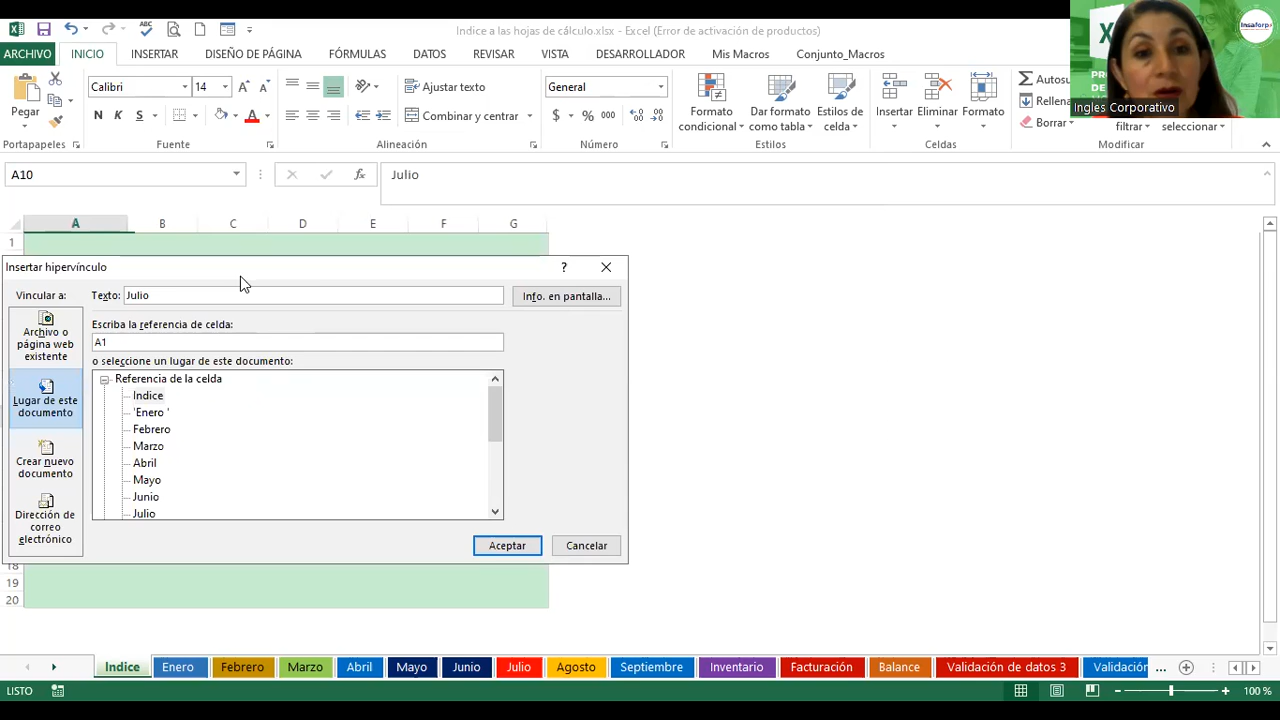 Indice a las hojas de cálculo.xlsx - Excel (Error de activación de productos)
ARCHIVO INICIO INSERTAR DISEÑO DE PÁGINA FÓRMULAS DATOS REVISAR VISTA DESARROLLADOR Mis Macros Conjunto_Macros
Pegar
Calibri 14
N K S
Ajustar texto
Combinar y centrar
General
$ % 000
Formato condicional
Dar formato como tabla
Estilos de celda
Insertar
Eliminar
Formato
Autosu
Rellena
Borrar
filtrar
seleccionar
Portapapeles Fuente Alineación Número Estilos Celdas Modificar
Insaforp
Ingles Corporativo
A10
fx
Julio
A B C D E F G
1
Insertar hipervínculo
?
Vincular a:
Texto: Julio
Info. en pantalla...
Archivo o página web existente
Lugar de este documento
Crear nuevo documento
Dirección de correo electrónico
Escriba la referencia de celda:
A1
o seleccione un lugar de este documento:
Referencia de la celda
Indice
'Enero '
Febrero
Marzo
Abril
Mayo
Junio
Julio
Aceptar Cancelar
18
19
20
Indice Enero Febrero Marzo Abril Mayo Junio Julio Agosto Septiembre Inventario Facturación Balance Validación de datos 3 Validación ...
LISTO
100 %